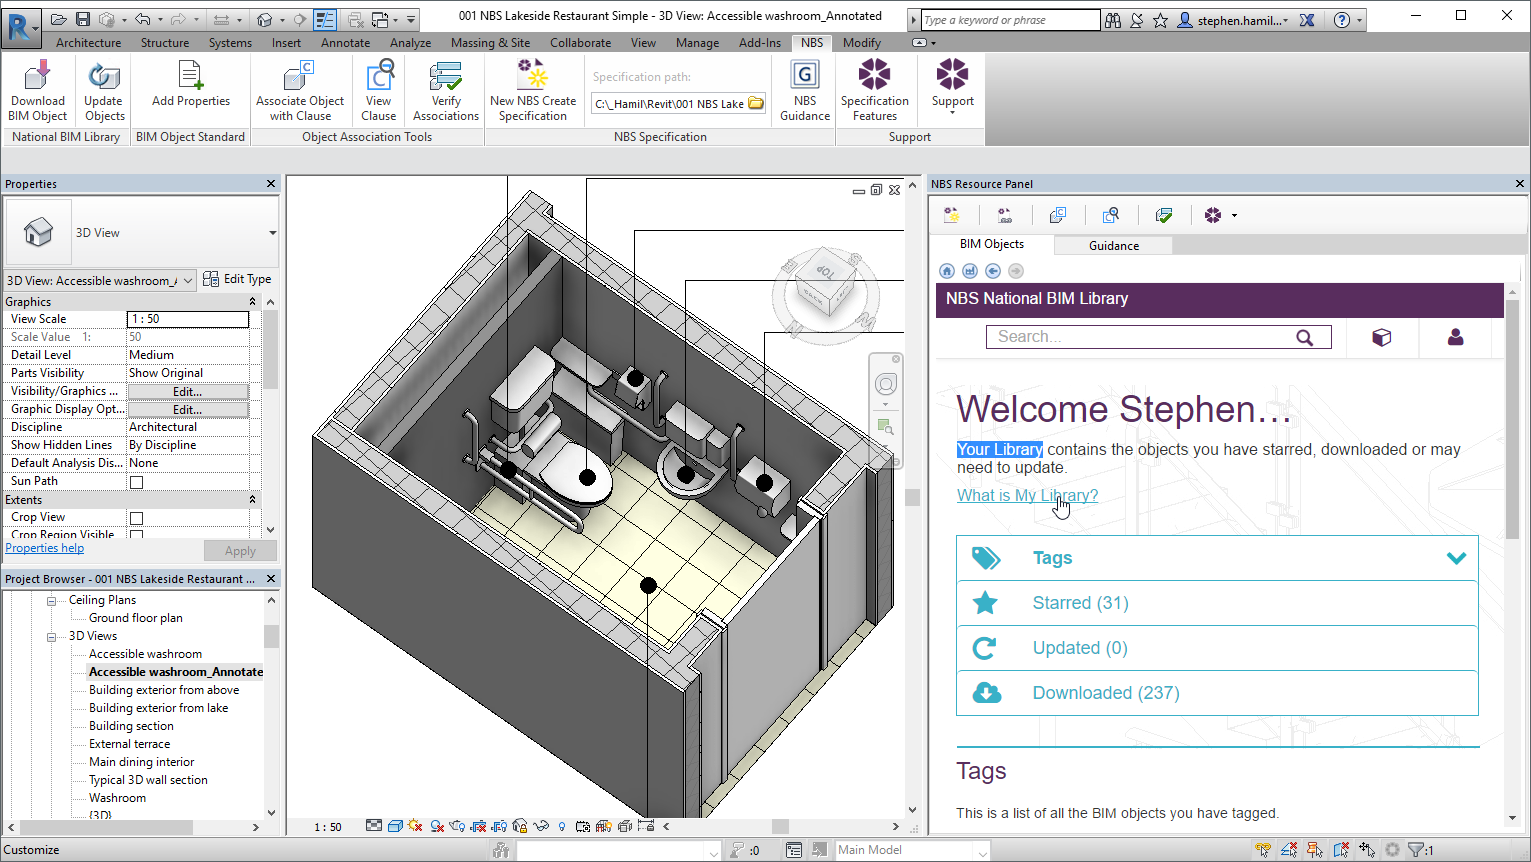 001 NBS Lakeside Restaurant Simple - 3D View: Accessible washroom_Annotated
Type a keyword or phrase
stephen.hamil...
Architecture Structure Systems Insert Annotate Analyze Massing & Site Collaborate View Manage Add-Ins NBS Modify
Download BIM Object
Update Objects
Add Properties
Associate Object with Clause
View Clause
Verify Associations
New NBS Create Specification
Specification path:
C:\_Hamil\Revit\001 NBS Lake
NBS Guidance
Specification Features
Support
National BIM Library
BIM Object Standard
Object Association Tools
NBS Specification
Support
Properties
3D View
3D View: Accessible washroom_
Edit Type
Graphics
View Scale 1 : 50
Scale Value 1: 50
Detail Level Medium
Parts Visibility Show Original
Visibility/Graphics ... Edit...
Graphic Display Opt... Edit...
Discipline Architectural
Show Hidden Lines By Discipline
Default Analysis Dis... None
Sun Path
Extents
Crop View
Crop Region Visible
Properties help
Apply
Project Browser - 001 NBS Lakeside Restaurant ...
Ceiling Plans
Ground floor plan
3D Views
Accessible washroom
Accessible washroom_Annotate
Building exterior from above
Building exterior from lake
Building section
External terrace
Main dining interior
Typical 3D wall section
Washroom
{3D}
TOP
BACK
S
E
N
W
1 : 50
NBS Resource Panel
BIM Objects
Guidance
NBS National BIM Library
Search...
Welcome Stephen...
Your Library contains the objects you have starred, downloaded or may
need to update.
What is My Library?
Tags
Starred (31)
Updated (0)
Downloaded (237)
Tags
This is a list of all the BIM objects you have tagged.
Customize
:0
Main Model
:1